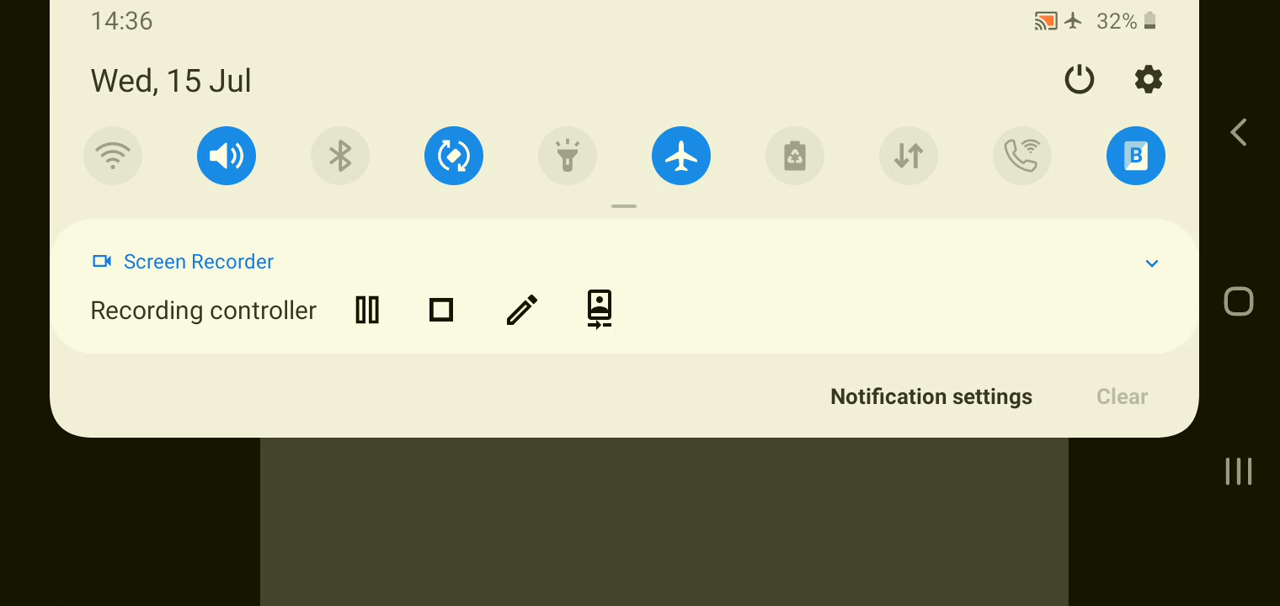 14:36 32%
Wed, 15 Jul
B
Screen Recorder
Recording controller
Notification settings Clear